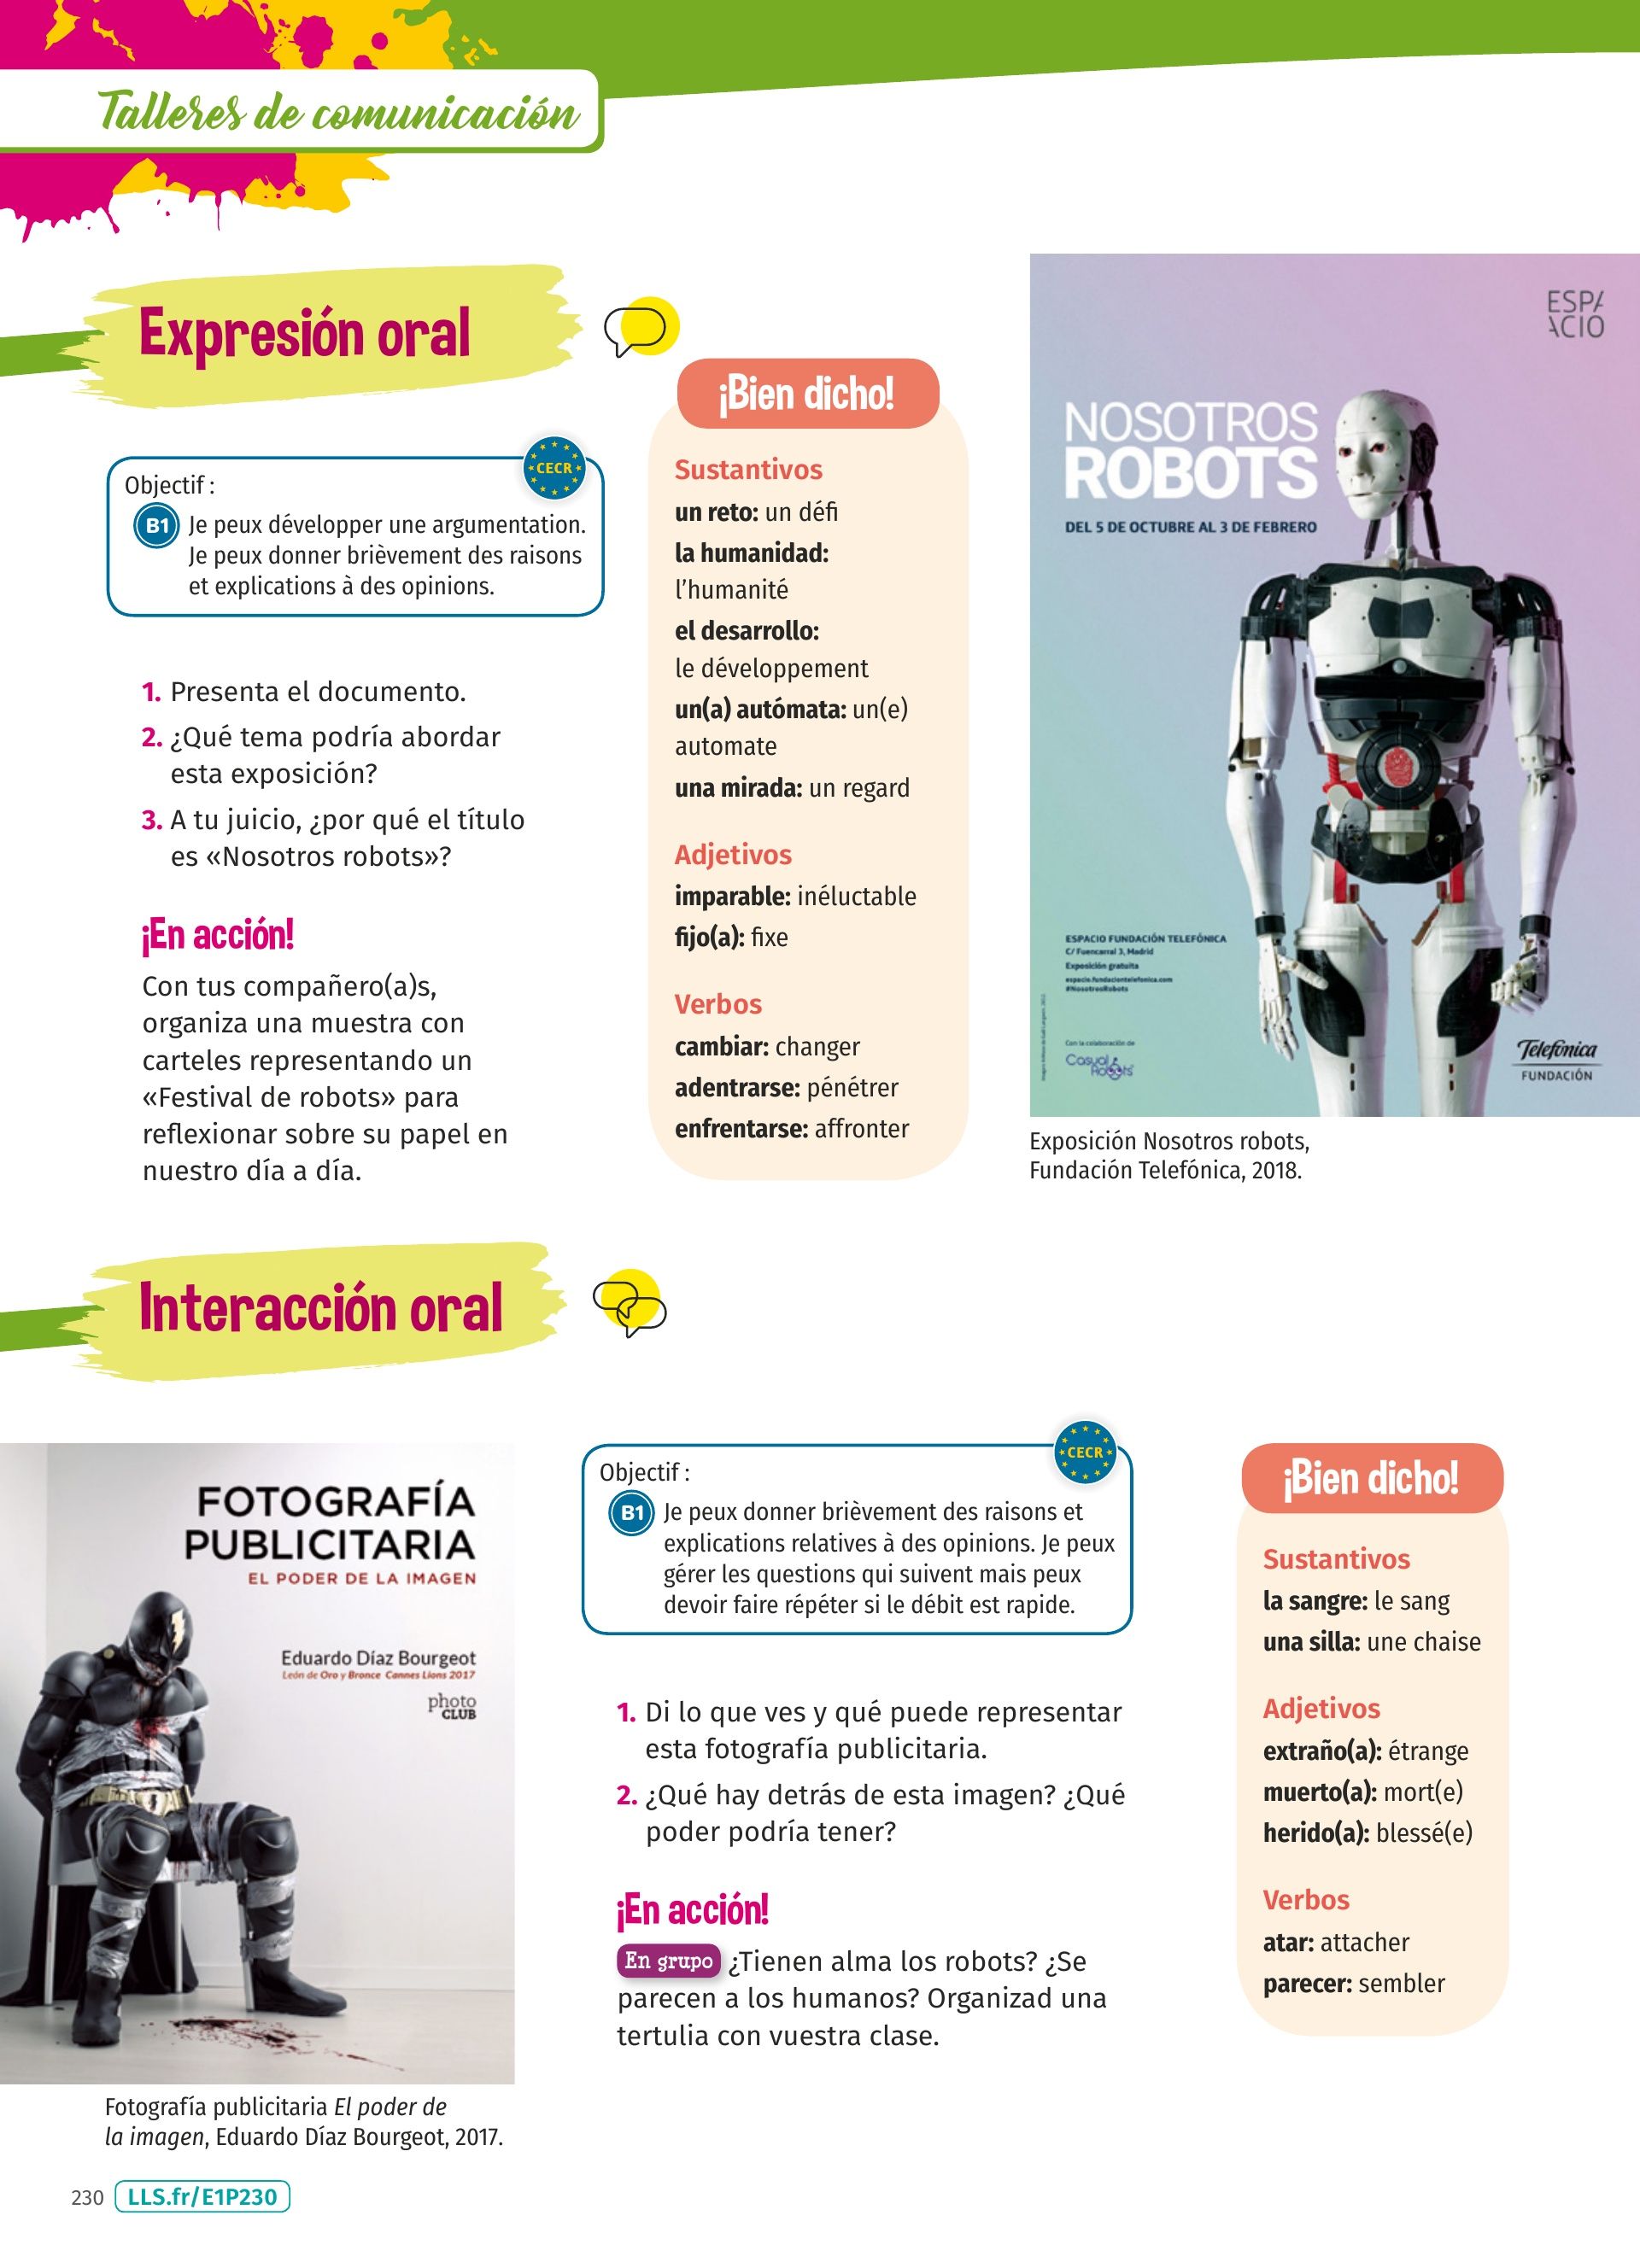 Talleres de comunicación
Expresión oral
CECR
Objectif :
B1 Je peux développer une argumentation.
Je peux donner brièvement des raisons
et explications à des opinions.
1. Presenta el documento.
2. ¿Qué tema podría abordar
esta exposición?
3. A tu juicio, ¿por qué el título
es «Nosotros robots»?
¡En acción!
Con tus compañero(a)s,
organiza una muestra con
carteles representando un
«Festival de robots» para
reflexionar sobre su papel en
nuestro día a día.
¡Bien dicho!
Sustantivos
un reto: un défi
la humanidad:
l'humanité
el desarrollo:
le développement
un(a) autómata: un(e)
automate
una mirada: un regard
Adjetivos
imparable: inéluctable
fijo(a): fixe
Verbos
cambiar: changer
adentrarse: pénétrer
enfrentarse: affronter
ESPA
ACIO
NOSOTROS
ROBOTS
DEL 5 DE OCTUBRE AL 3 DE FEBRERO
ESPACIO FUNDACIÓN TELEFÓNICA
C/ Fuencarral 3, Madrid
Exposición gratuita
espacio.fundaciontelefonica.com
#NosotrosRobots
Con la colaboración de
Casual
Robots
Telefónica
FUNDACIÓN
Exposición Nosotros robots,
Fundación Telefónica, 2018.
Interacción oral
FOTOGRAFÍA
PUBLICITARIA
EL PODER DE LA IMAGEN
Eduardo Díaz Bourgeot
León de Oro y Bronce Cannes Lions 2017
photo
CLUB
Fotografía publicitaria El poder de
la imagen, Eduardo Díaz Bourgeot, 2017.
CECR
Objectif :
B1 Je peux donner brièvement des raisons et
explications relatives à des opinions. Je peux
gérer les questions qui suivent mais peux
devoir faire répéter si le débit est rapide.
1. Di lo que ves y qué puede representar
esta fotografía publicitaria.
2. ¿Qué hay detrás de esta imagen? ¿Qué
poder podría tener?
¡En acción!
En grupo ¿Tienen alma los robots? ¿Se
parecen a los humanos? Organizad una
tertulia con vuestra clase.
¡Bien dicho!
Sustantivos
la sangre: le sang
una silla: une chaise
Adjetivos
extraño(a): étrange
muerto(a): mort(e)
herido(a): blessé(e)
Verbos
atar: attacher
parecer: sembler
230 LLS.fr/E1P230